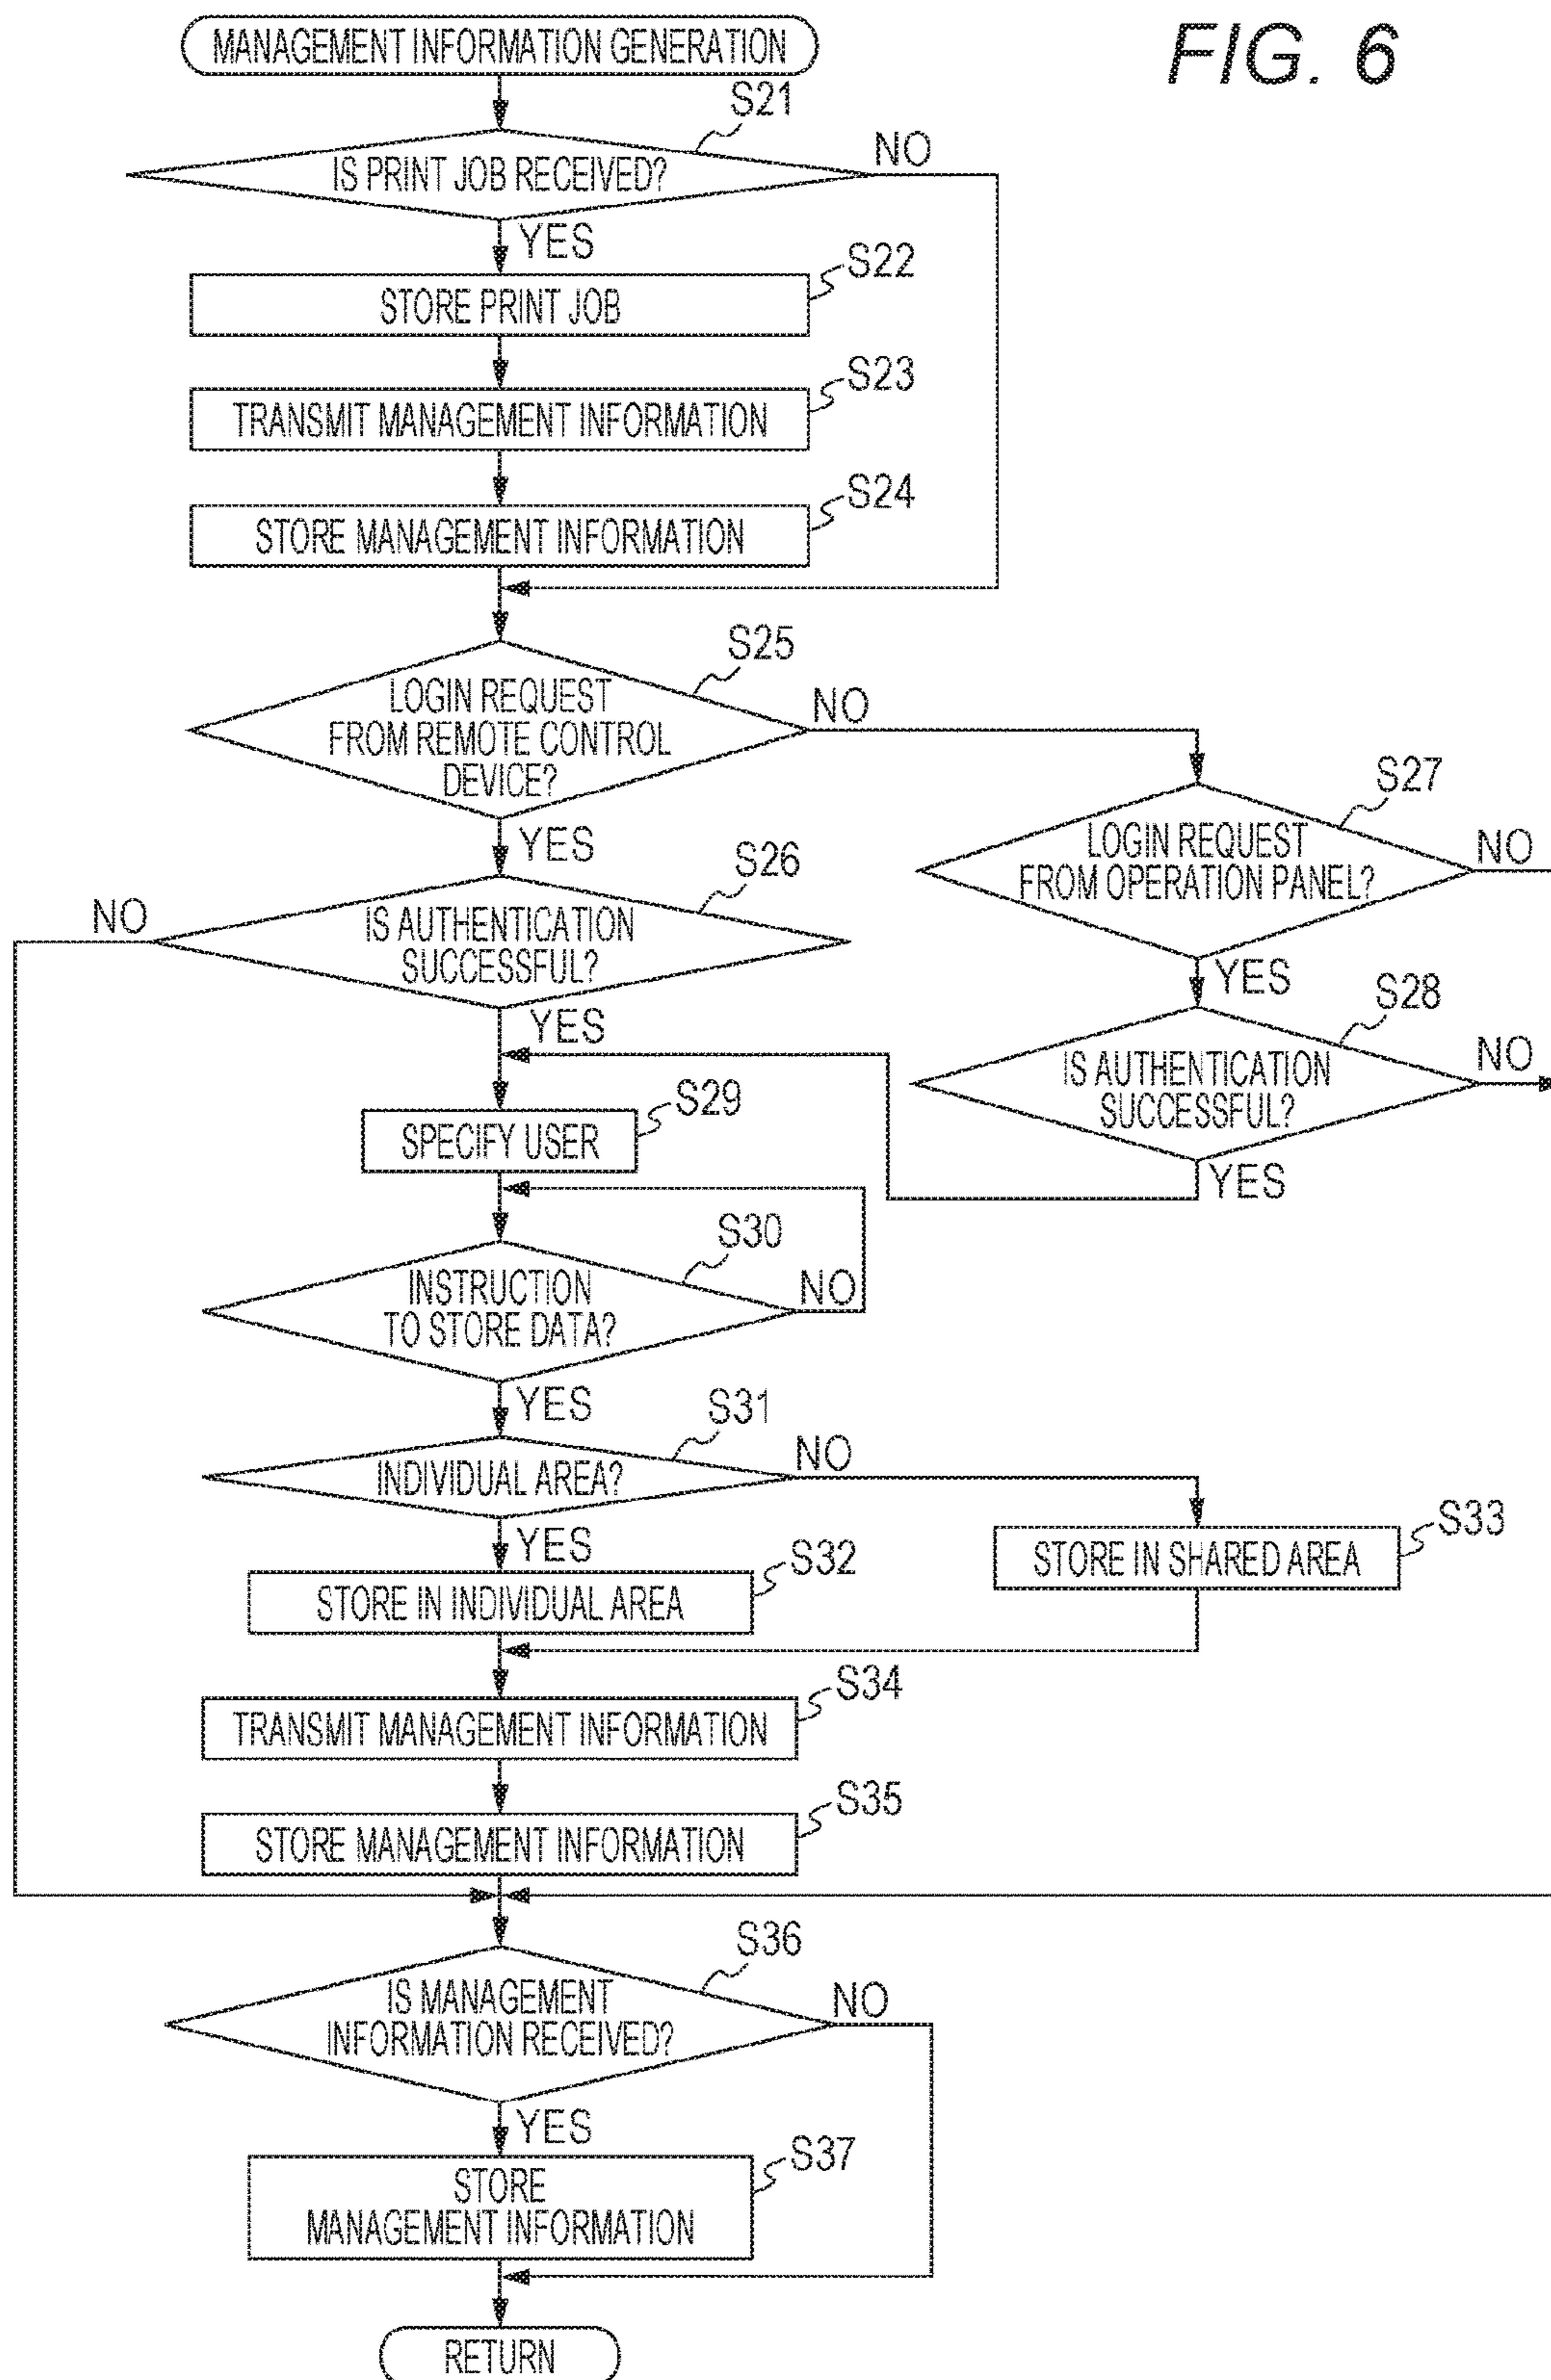 FIG. 6
MANAGEMENT INFORMATION GENERATION
S21
IS PRINT JOB RECEIVED?
NO
YES
S22
STORE PRINT JOB
S23
TRANSMIT MANAGEMENT INFORMATION
S24
STORE MANAGEMENT INFORMATION
S25
LOGIN REQUEST
FROM REMOTE CONTROL
DEVICE?
NO
YES
S27
LOGIN REQUEST
FROM OPERATION PANEL?
NO
YES
S26
IS AUTHENTICATION
SUCCESSFUL?
NO
YES
S28
IS AUTHENTICATION
SUCCESSFUL?
NO
YES
S29
SPECIFY USER
S30
INSTRUCTION
TO STORE DATA?
NO
YES
S31
INDIVIDUAL AREA?
NO
YES
S32
STORE IN INDIVIDUAL AREA
S33
STORE IN SHARED AREA
S34
TRANSMIT MANAGEMENT INFORMATION
S35
STORE MANAGEMENT INFORMATION
S36
IS MANAGEMENT
INFORMATION RECEIVED?
NO
YES
S37
STORE
MANAGEMENT INFORMATION
RETURN